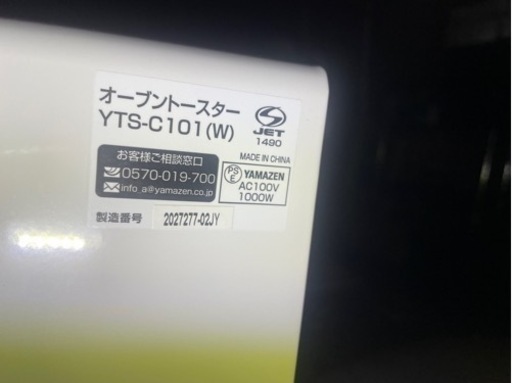 オーブントースター
YTS-C101(W)
JET
1490
お客様ご相談窓口
0570-019-700
info_a@yamazen.co.jp
MADE IN CHINA
PSE YAMAZEN
AC100V
1000W
製造番号 2027277-02JY